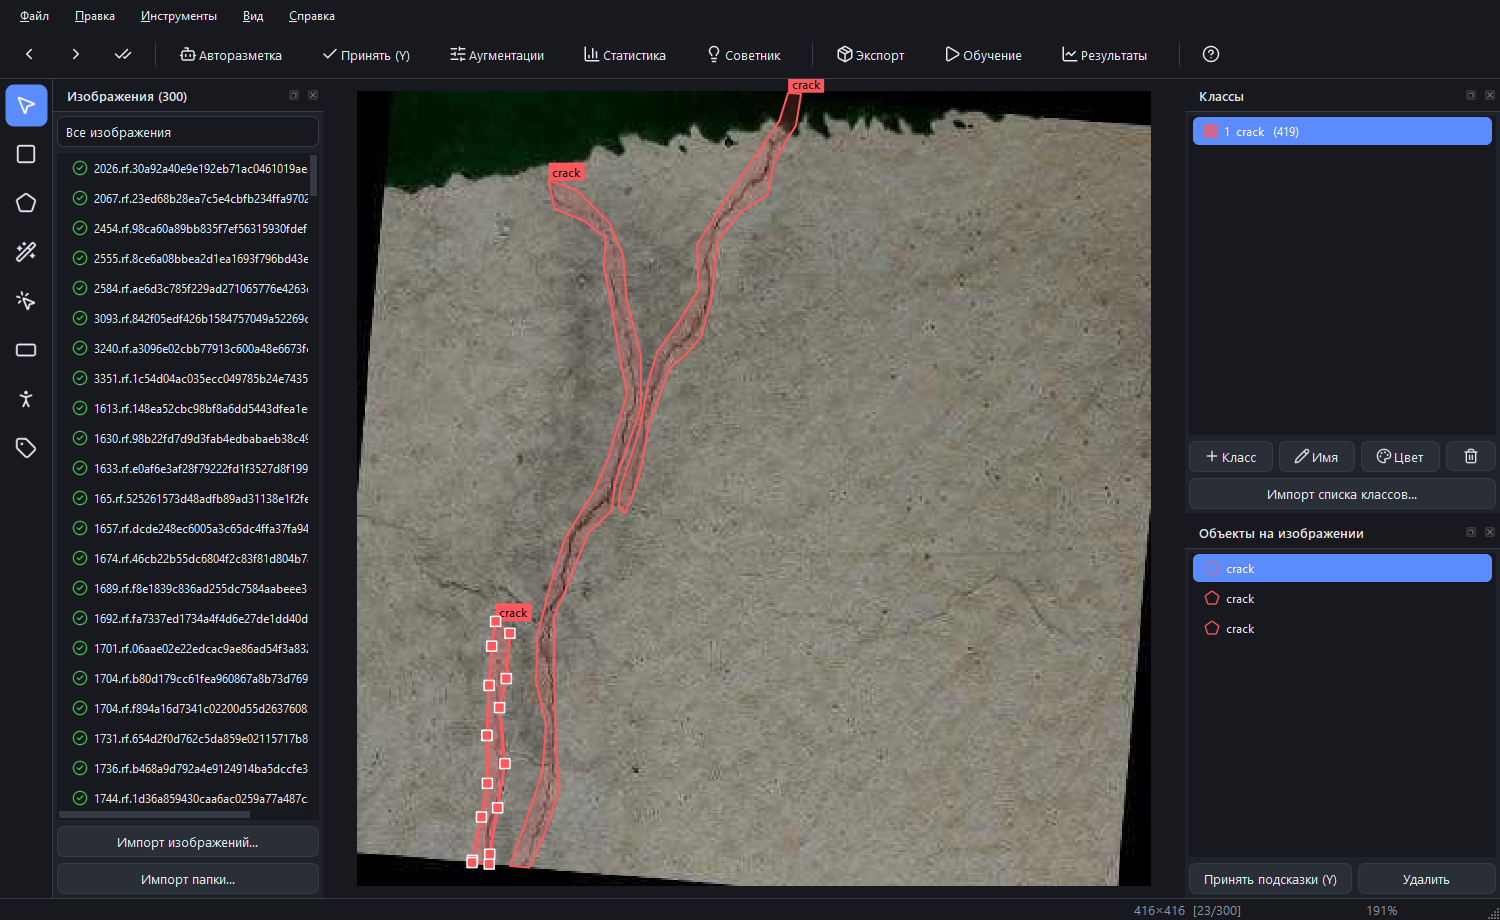 Файл Правка Инструменты Вид Справка
Авторазметка Принять (Y) Аугментации Статистика Советник Экспорт Обучение Результаты
Изображения (300)
Все изображения
2026.rf.30a92a40e9e192eb71ac0461019ae
2067.rf.23ed68b28ea7c5e4cbfb234ffa9702
2454.rf.98ca60a89bb835f7ef56315930fdef
2555.rf.8ce6a08bbea2d1ea1693f796bd43e
2584.rf.ae6d3c785f229ad271065776e4263
3093.rf.842f05edf426b1584757049a52269c
3240.rf.a3096e02cbb77913c600a48e6673f
3351.rf.1c54d04ac035ecc049785b24e7435
1613.rf.148ea52cbc98bf8a6dd5443dfea1e
1630.rf.98b22fd7d9d3fab4edbabaeb38c49
1633.rf.e0af6e3af28f79222fd1f3527d8f199
165.rf.525261573d48adfb89ad31138e1f2fe
1657.rf.dcde248ec6005a3c65dc4ffa37fa94
1674.rf.46cb22b55dc6804f2c83f81d804b7
1689.rf.f8e1839c836ad255dc7584aabeee3
1692.rf.fa7337ed1734a4f4d6e27de1dd40d
1701.rf.06aae02e22edcac9ae86ad54f3a83
1704.rf.b80d179cc61fea960867a8b73d769
1704.rf.f894a16d7341c02200d55d2637608
1731.rf.654d2f0d762c5da859e02115717b8
1736.rf.b468a9d792a4e9124914ba5dccfe3
1744.rf.1d36a859430caa6ac0259a77a487c
Импорт изображений...
Импорт папки...
crack
crack
crack
Классы
1 crack (419)
Класс Имя Цвет
Импорт списка классов...
Объекты на изображении
crack
crack
crack
Принять подсказки (Y) Удалить
416×416 [23/300] 191%